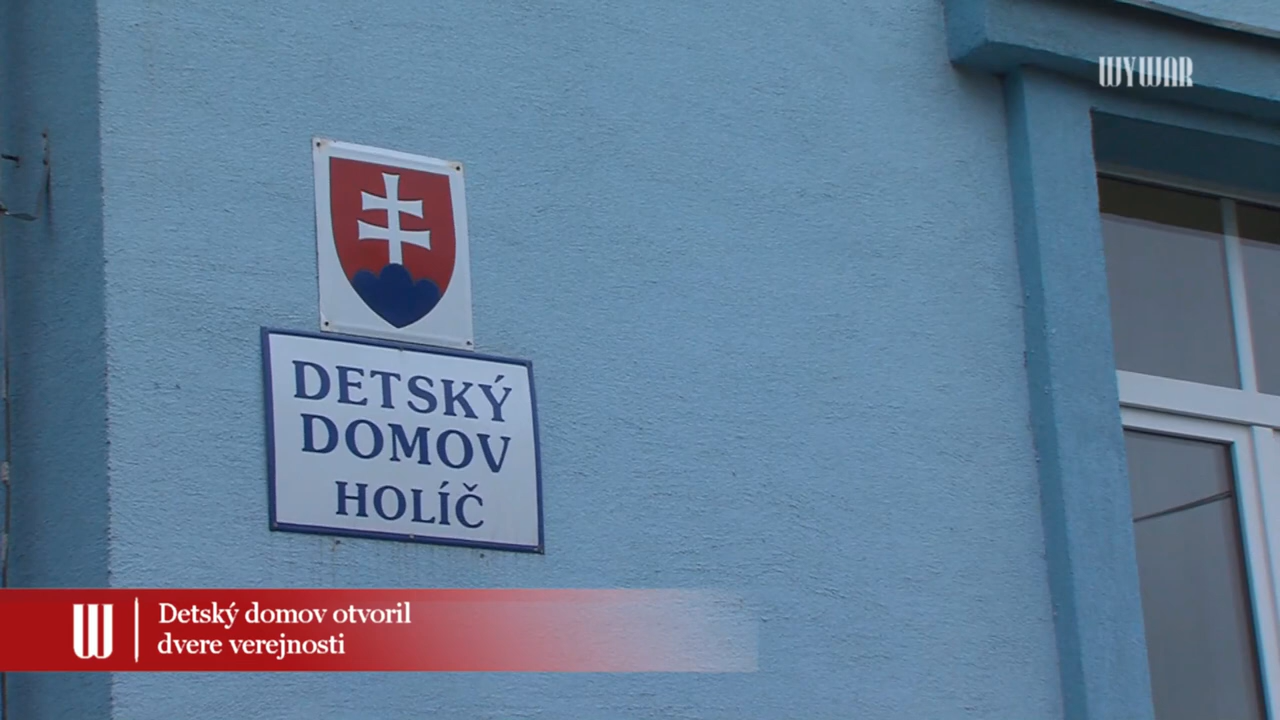 WYWAR
DETSKÝ
DOMOV
HOLÍČ
W
Detský domov otvoril
dvere verejnosti